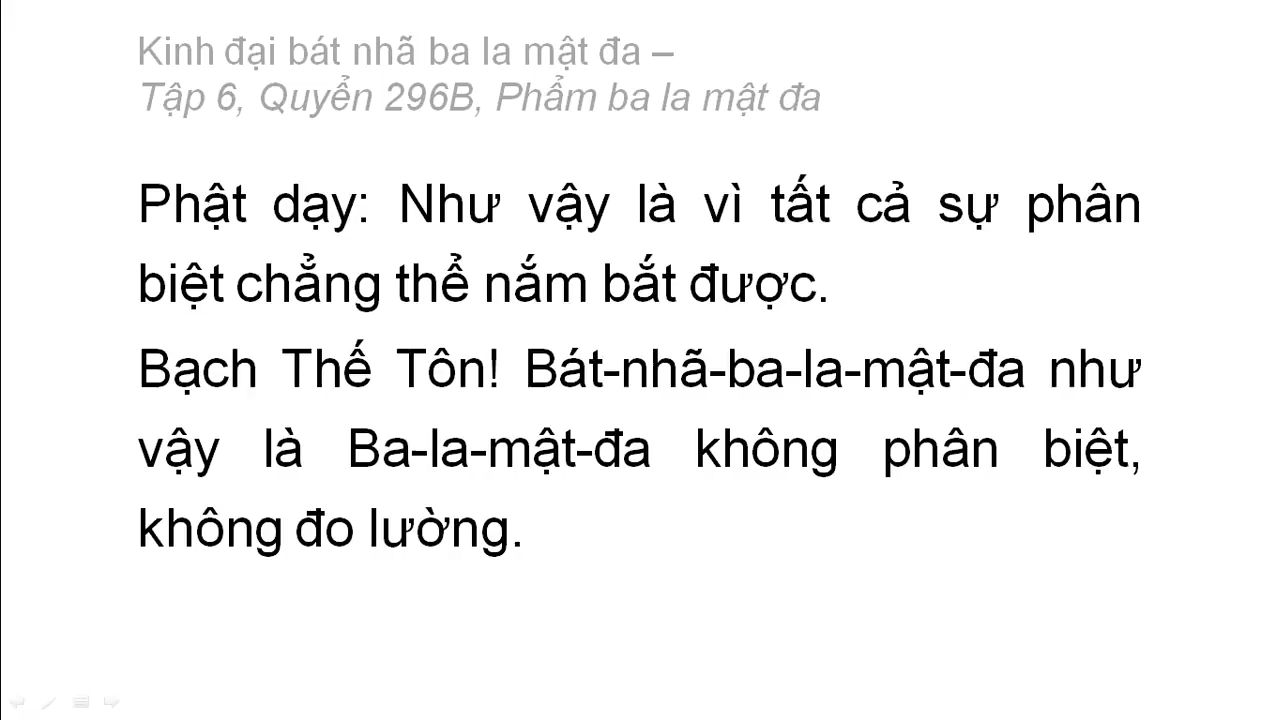 Kinh đại bát nhã ba la mật đa –
Tập 6, Quyển 296B, Phẩm ba la mật đa
Phật dạy: Như vậy là vì tất cả sự phân
biệt chẳng thể nắm bắt được.
Bạch Thế Tôn! Bát-nhã-ba-la-mật-đa như
vậy là Ba-la-mật-đa không phân biệt,
không đo lường.